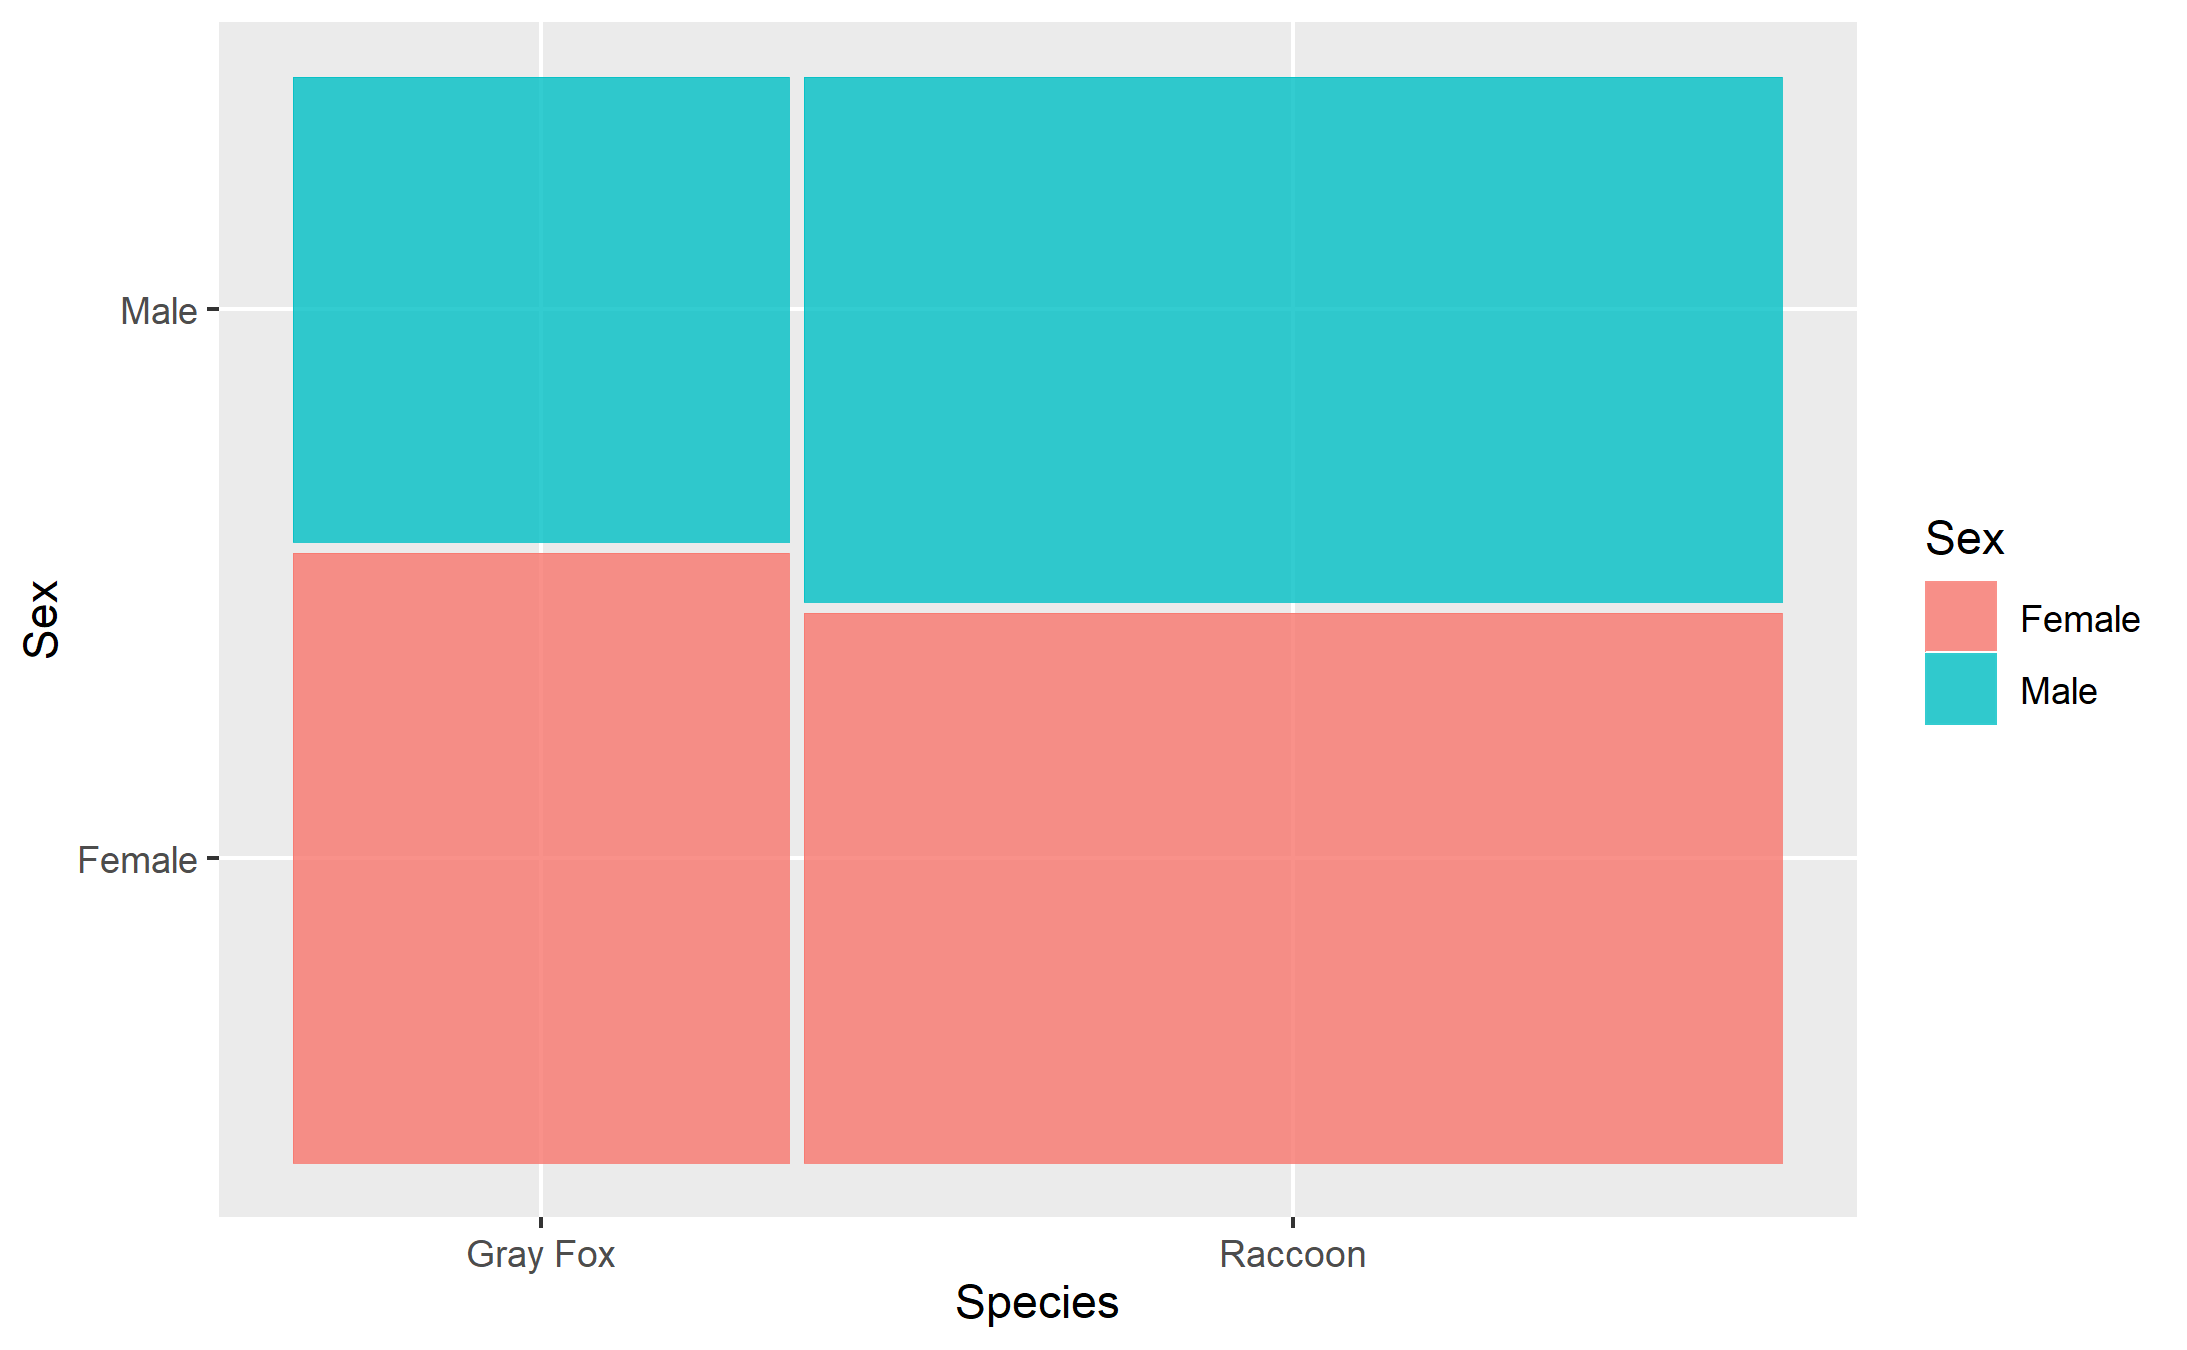 Male
Female
Sex
Gray Fox
Raccoon
Species
Sex
Female
Male